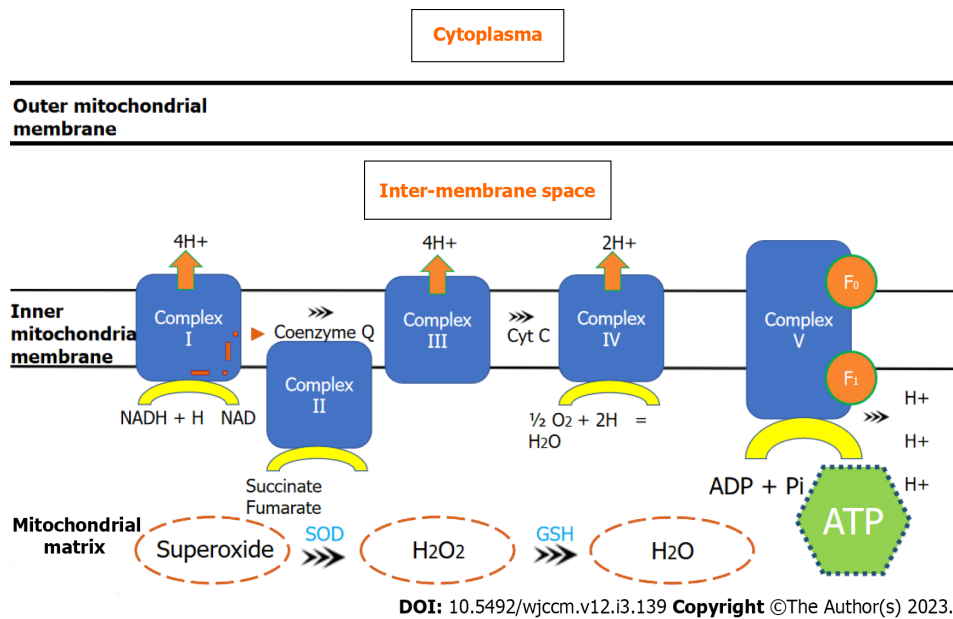 Cytoplasma
Outer mitochondrial
membrane
Inter-membrane space
4H+
4H+
2H+
Complex
I
Coenzyme Q
Complex
III
Cyt C
Complex
IV
Complex
V
F₀
F₁
Inner
mitochondria
membrane
Complex
II
NADH + H NAD
Succinate
Fumarate
½ O2 + 2H =
H2O
H+
H+
H+
ADP + Pi
ATP
Mitochondrial
matrix
Superoxide
SOD
H2O2
GSH
H2O
DOI: 10.5492/wjccm.v12.i3.139 Copyright ©The Author(s) 2023.